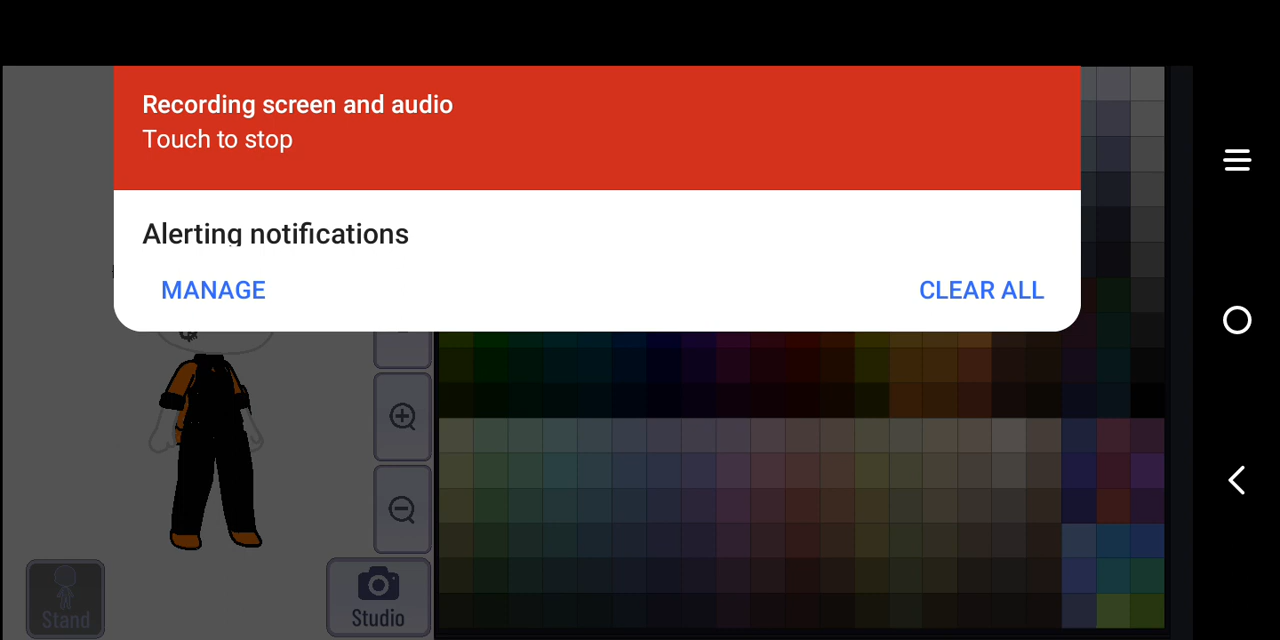 Recording screen and audio
Touch to stop
Alerting notifications
MANAGE
CLEAR ALL
Stand
Studio